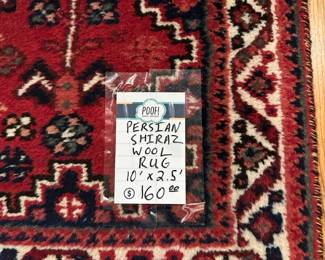 POOF!
PERSIAN
SHIRAZ
WOOL
RUG
10' x 2.5'
Ⓢ 160.00